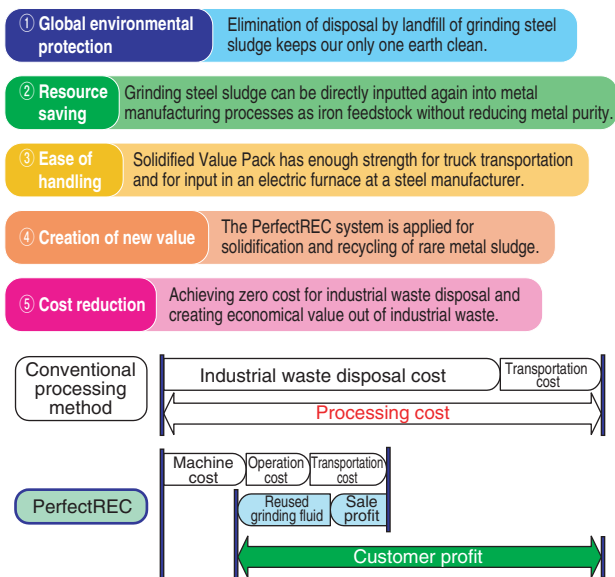 ① Global environmental
protection
Elimination of disposal by landfill of grinding steel
sludge keeps our only one earth clean.
② Resource
saving
Grinding steel sludge can be directly inputted again into metal
manufacturing processes as iron feedstock without reducing metal purity.
③ Ease of
handling
Solidified Value Pack has enough strength for truck transportation
and for input in an electric furnace at a steel manufacturer.
④ Creation of new value
The PerfectREC system is applied for
solidification and recycling of rare metal sludge.
⑤ Cost reduction
Achieving zero cost for industrial waste disposal and
creating economical value out of industrial waste.
Conventional
processing
method
Industrial waste disposal cost
Transportation
cost
Processing cost
PerfectREC
Machine
cost
Operation
cost
Transportation
cost
Reused
grinding fluid
Sale
profit
Customer profit